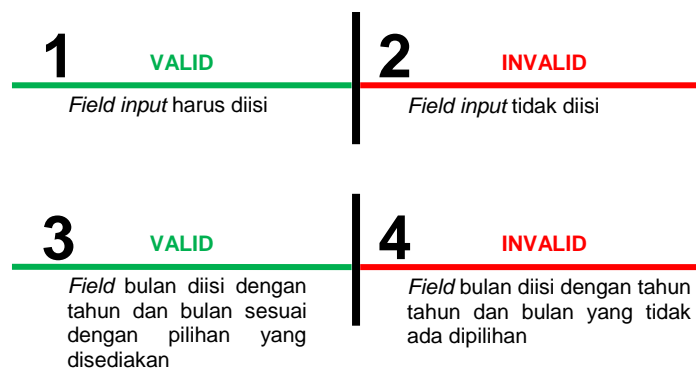 1 VALID
Field input harus diisi
2 INVALID
Field input tidak diisi
3 VALID
Field bulan diisi dengan
tahun dan bulan sesuai
dengan pilihan yang
disediakan
4 INVALID
Field bulan diisi dengan tahun
tahun dan bulan yang tidak
ada dipilihan